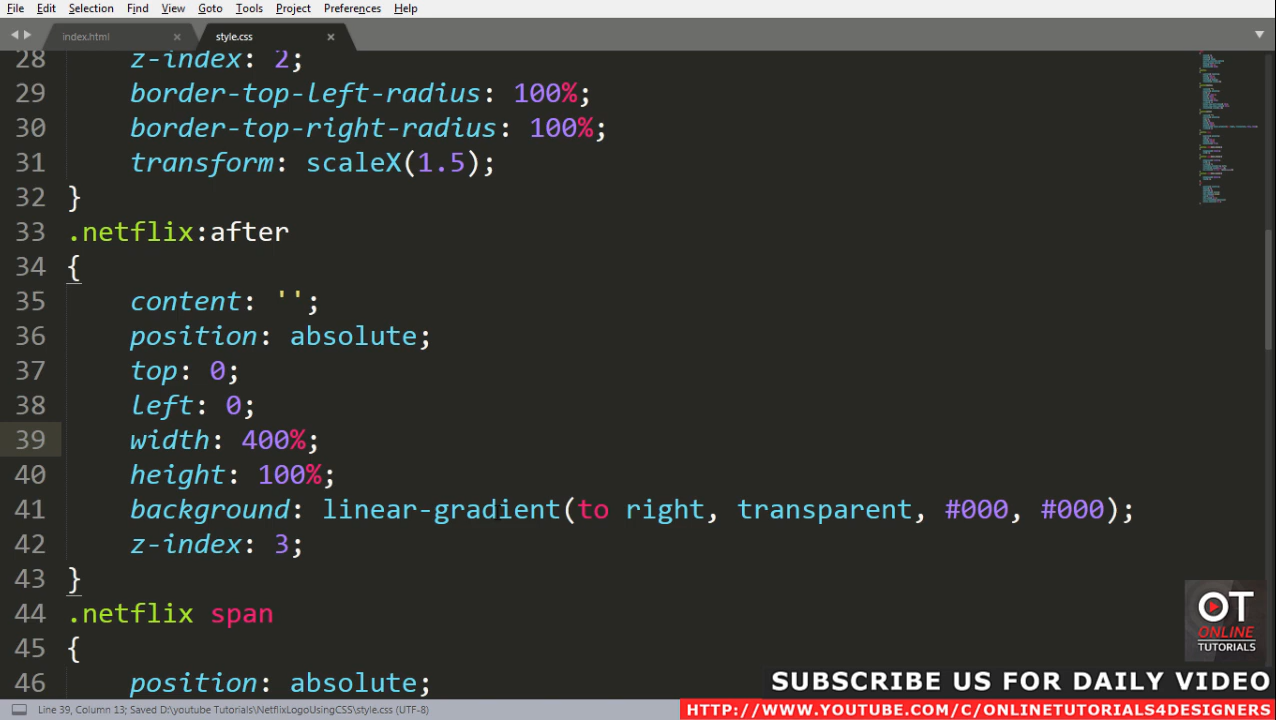 File Edit Selection Find View Goto Tools Project Preferences Help
index.html style.css
28 z-index: 2;
29 border-top-left-radius: 100%;
30 border-top-right-radius: 100%;
31 transform: scaleX(1.5);
32 }
33 .netflix:after
34 {
35 content: '';
36 position: absolute;
37 top: 0;
38 left: 0;
39 width: 400%;
40 height: 100%;
41 background: linear-gradient(to right, transparent, #000, #000);
42 z-index: 3;
43 }
44 .netflix span
45 {
46 position: absolute;
OT
ONLINE
TUTORIALS
SUBSCRIBE US FOR DAILY VIDEO
Line 39, Column 13; Saved D:\youtube Tutorials\NetflixLogoUsingCSS\style.css (UTF-8)
HTTP://WWW.YOUTUBE.COM/C/ONLINETUTORIALS4DESIGNERS